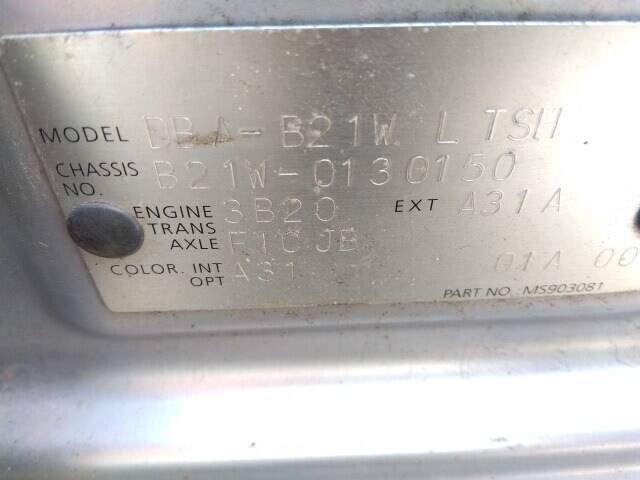 MODEL DBA-B21W LTSH
CHASSIS NO. B21W-0130150
ENGINE 3B20 EXT A31A
TRANS AXLE F1CJB
COLOR. INT OPT A31 01A 00
PART NO : MS903081